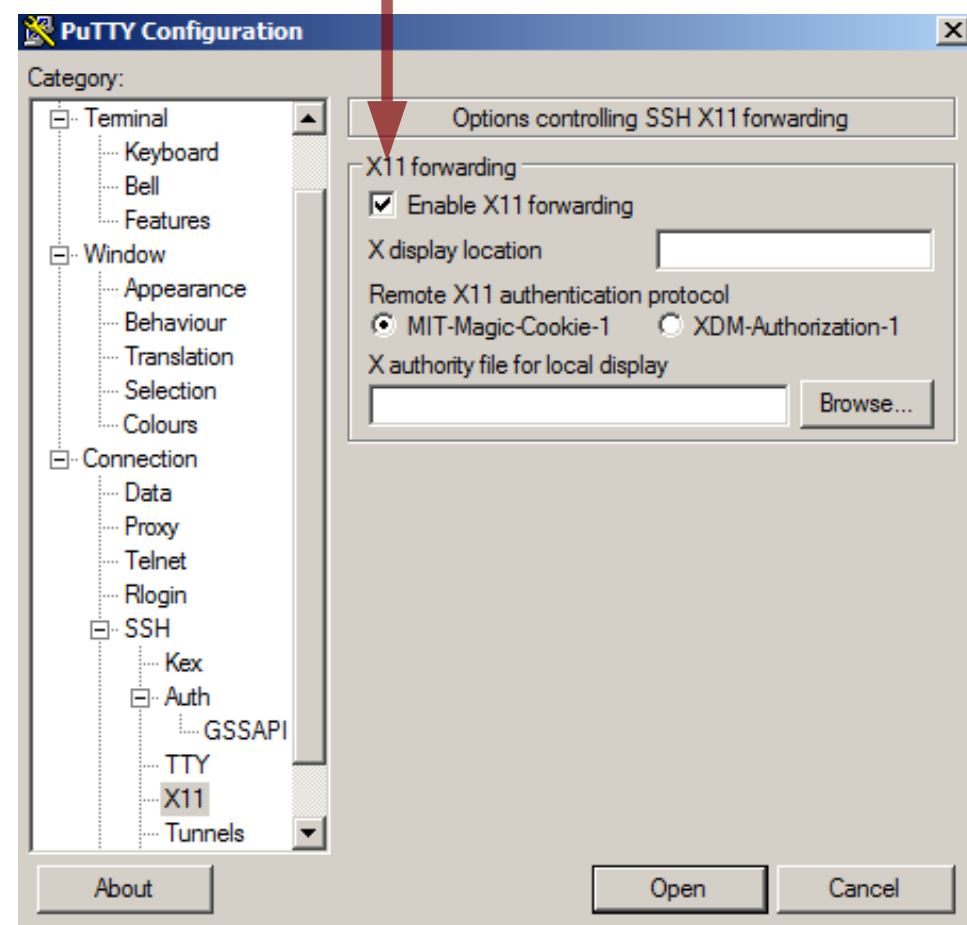 PuTTY Configuration
Category:
Terminal
Keyboard
Bell
Features
Window
Appearance
Behaviour
Translation
Selection
Colours
Connection
Data
Proxy
Telnet
Rlogin
SSH
Kex
Auth
GSSAPI
TTY
X11
Tunnels
Options controlling SSH X11 forwarding
X11 forwarding
Enable X11 forwarding
X display location
Remote X11 authentication protocol
MIT-Magic-Cookie-1 XDM-Authorization-1
X authority file for local display
Browse...
About Open Cancel